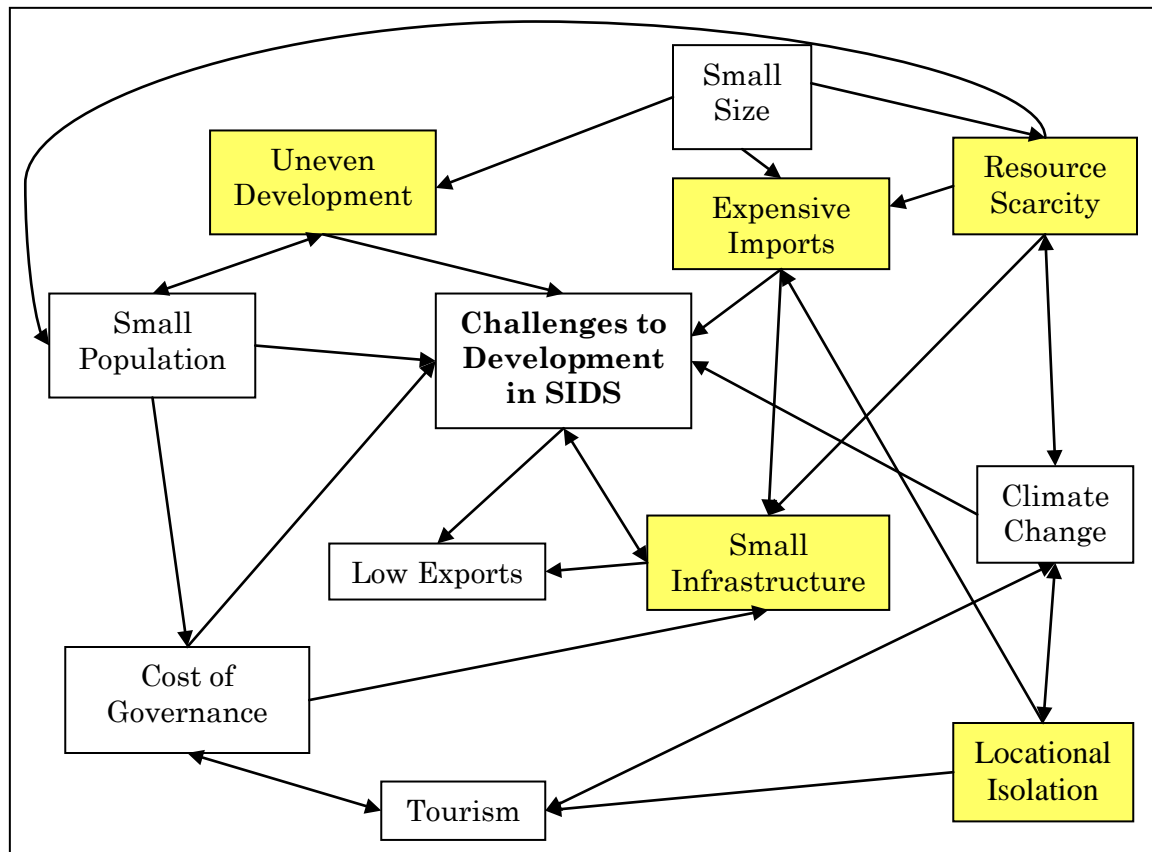 Small
Size
Uneven
Development
Resource
Scarcity
Expensive
Imports
Small
Population
Challenges to
Development
in SIDS
Climate
Change
Low Exports
Small
Infrastructure
Cost of
Governance
Locational
Isolation
Tourism